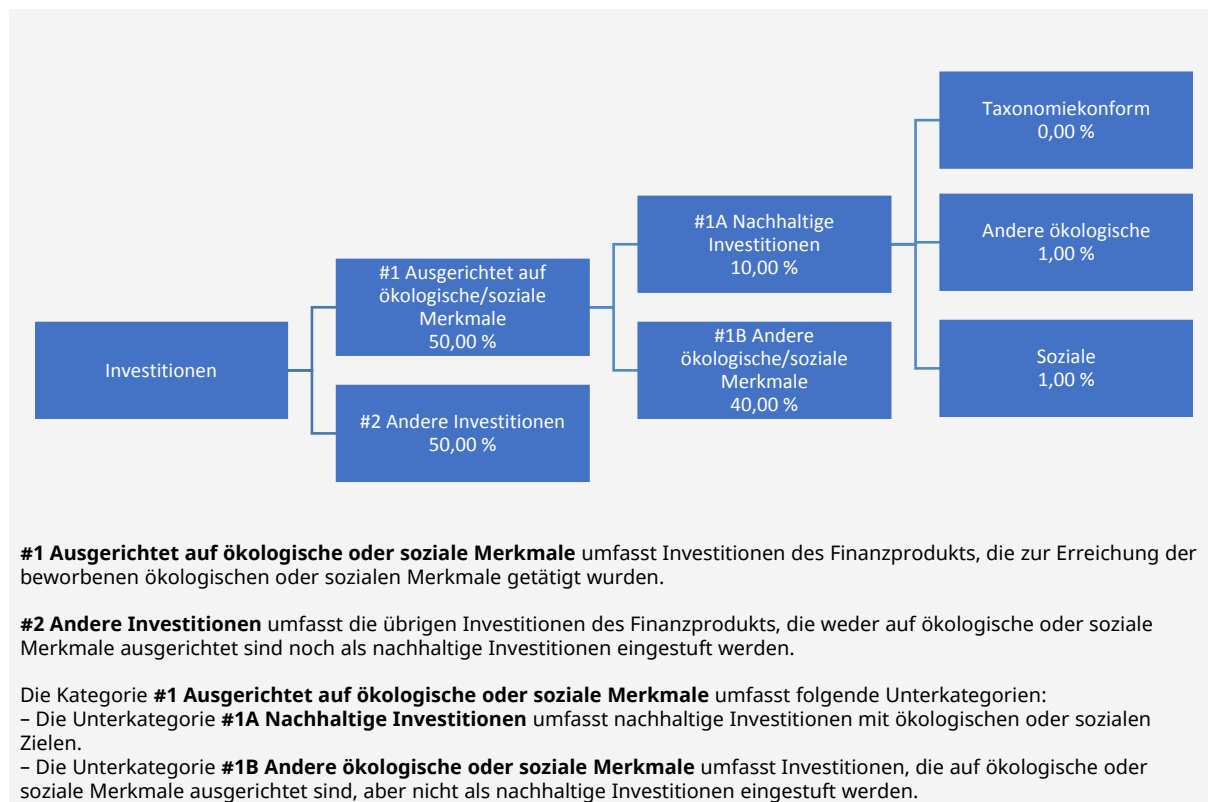 Taxonomiekonform
0,00 %
#1A Nachhaltige
Investitionen
10,00 %
Andere ökologische
1,00 %
#1 Ausgerichtet auf
ökologische/soziale
Merkmale
50,00 %
Investitionen
#1B Andere
ökologische/soziale
Merkmale
40,00 %
Soziale
1,00 %
#2 Andere Investitionen
50,00 %
#1 Ausgerichtet auf ökologische oder soziale Merkmale umfasst Investitionen des Finanzprodukts, die zur Erreichung der
beworbenen ökologischen oder sozialen Merkmale getätigt wurden.
#2 Andere Investitionen umfasst die übrigen Investitionen des Finanzprodukts, die weder auf ökologische oder soziale
Merkmale ausgerichtet sind noch als nachhaltige Investitionen eingestuft werden.
Die Kategorie #1 Ausgerichtet auf ökologische oder soziale Merkmale umfasst folgende Unterkategorien:
– Die Unterkategorie #1A Nachhaltige Investitionen umfasst nachhaltige Investitionen mit ökologischen oder sozialen
Zielen.
– Die Unterkategorie #1B Andere ökologische oder soziale Merkmale umfasst Investitionen, die auf ökologische oder
soziale Merkmale ausgerichtet sind, aber nicht als nachhaltige Investitionen eingestuft werden.